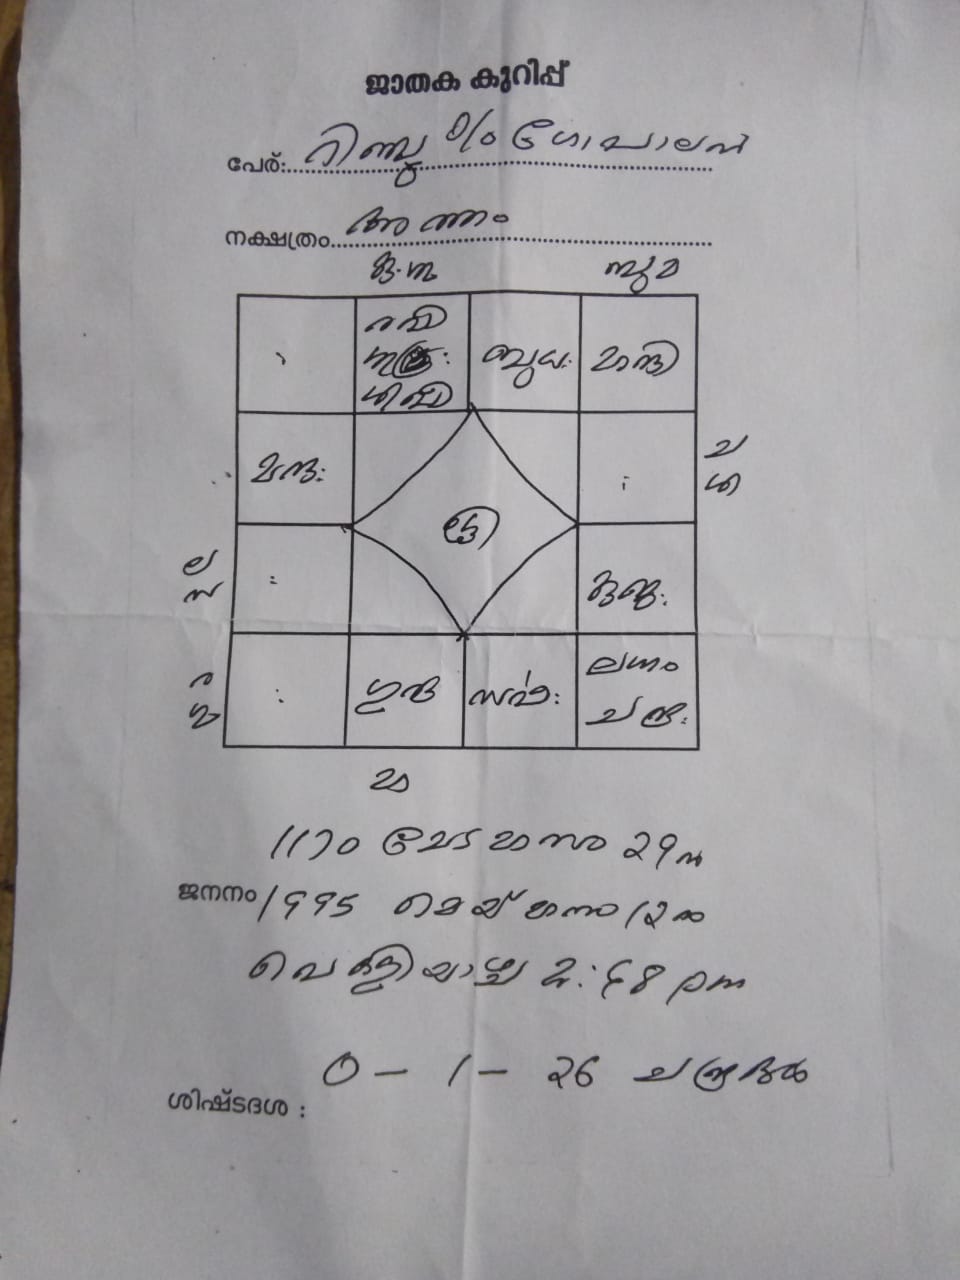 ജാതക കുറിപ്പ്
പേര്: റിന്റു D/o ഗോപാലൻ
നക്ഷത്രം അത്തം
മാന്ദി
ബുധ:
രവി
ശിഖി
മന്ദ:
കുജ:
ഗുരു
സർപ്പ:
ലഗ്നം
ചന്ദ്ര:
മാ
1170 മേടമാസം 29ന
ജനനം 1995 മെയ് മാസം 12ന
വെള്ളിയാഴ്ച 2:48 pm
ശിഷ്ടദശ : 0 - 1 - 26 ചന്ദ്രദശ